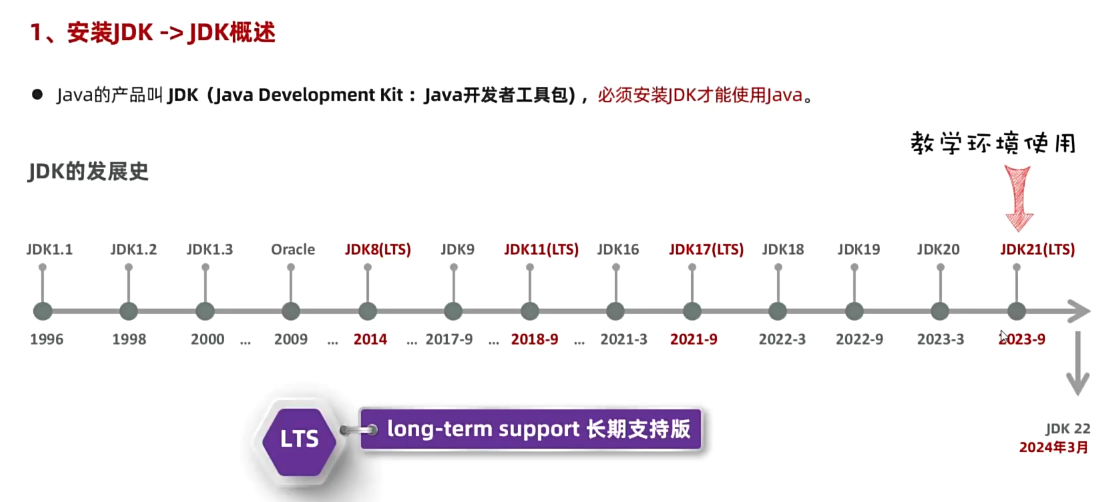 1、安装JDK -> JDK概述
● Java的产品叫 JDK（Java Development Kit ：Java开发者工具包），必须安装JDK才能使用Java。
教学环境使用
JDK的发展史
JDK1.1 JDK1.2 JDK1.3 Oracle JDK8(LTS) JDK9 JDK11(LTS) JDK16 JDK17(LTS) JDK18 JDK19 JDK20 JDK21(LTS)
1996 1998 2000 ... 2009 ... 2014 ... 2017-9 ... 2018-9 ... 2021-3 2021-9 2022-3 2022-9 2023-3 2023-9
LTS long-term support 长期支持版
JDK 22
2024年3月